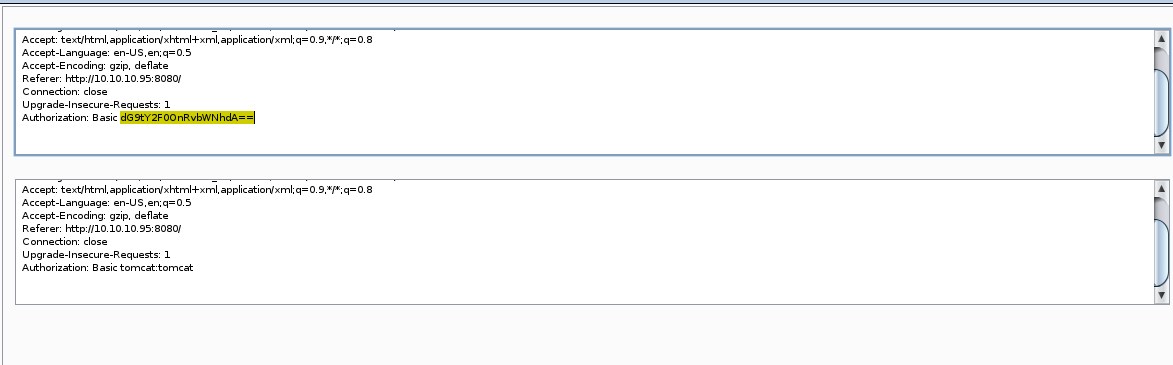 Accept: text/html,application/xhtml+xml,application/xml;q=0.9,*/*;q=0.8
Accept-Language: en-US,en;q=0.5
Accept-Encoding: gzip, deflate
Referer: http://10.10.10.95:8080/
Connection: close
Upgrade-Insecure-Requests: 1
Authorization: Basic dG9tY2F0OnRvbWNhdA==
Accept: text/html,application/xhtml+xml,application/xml;q=0.9,*/*;q=0.8
Accept-Language: en-US,en;q=0.5
Accept-Encoding: gzip, deflate
Referer: http://10.10.10.95:8080/
Connection: close
Upgrade-Insecure-Requests: 1
Authorization: Basic tomcat:tomcat